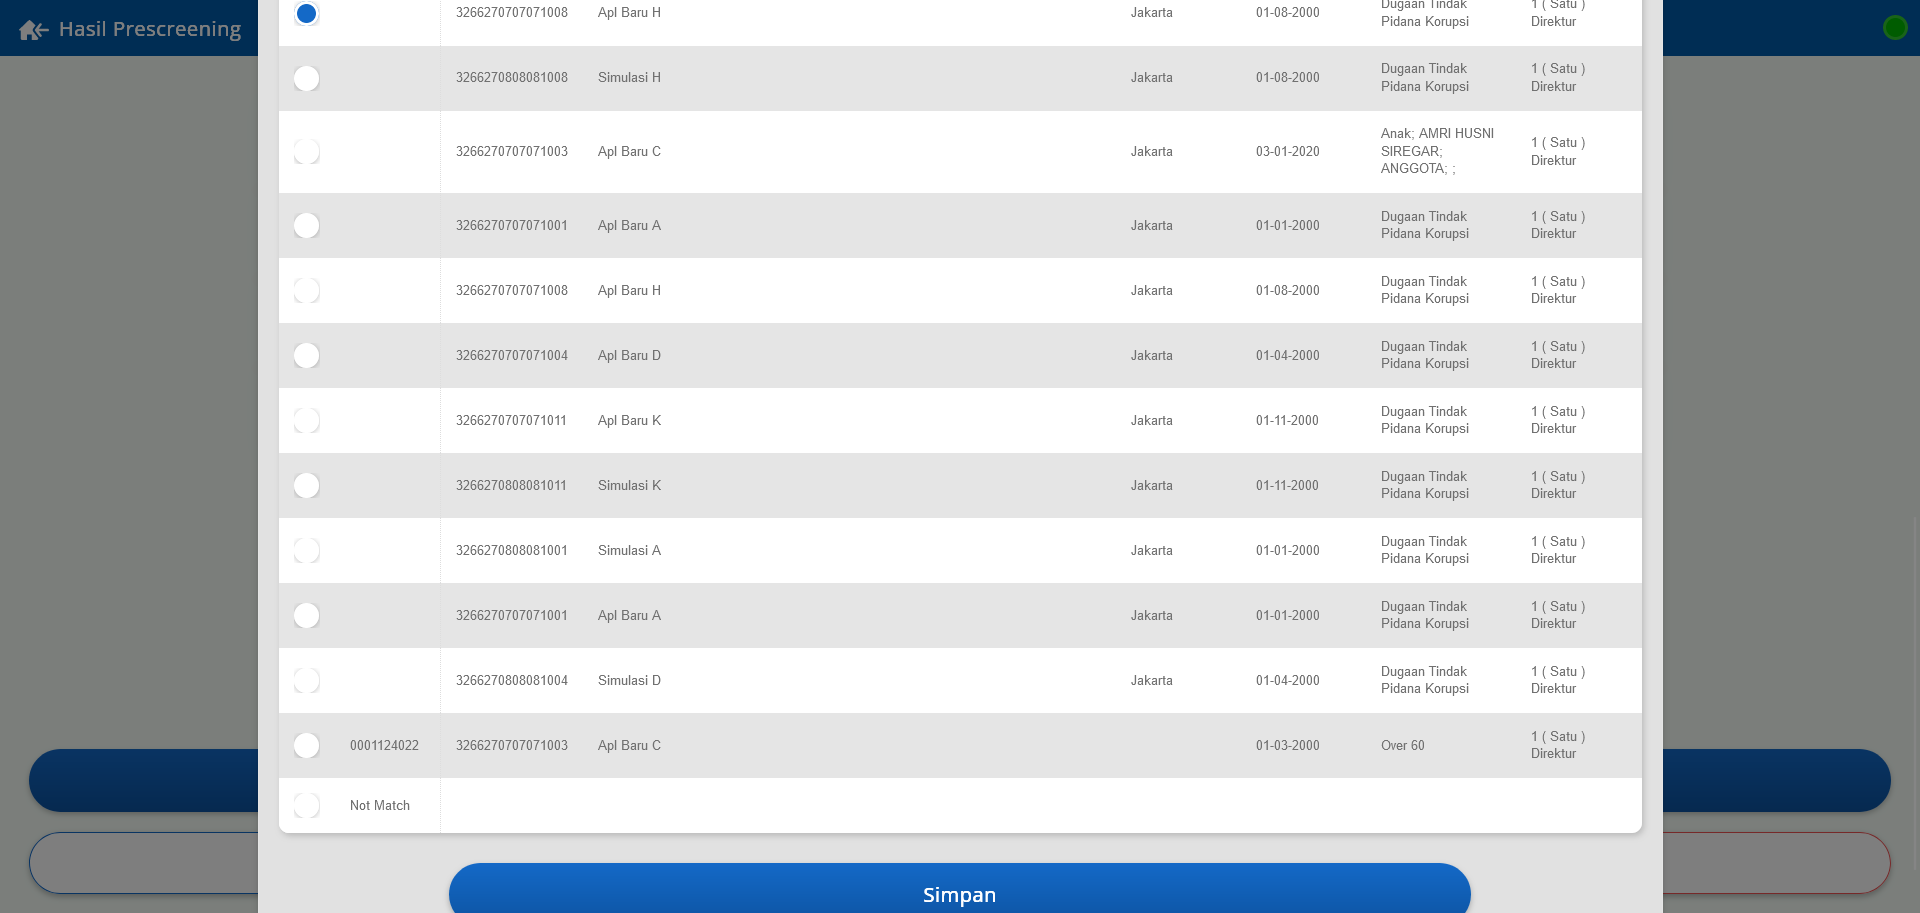 Hasil Prescreening
3266270707071008 Apl Baru H Jakarta 01-08-2000 Dugaan Tindak Pidana Korupsi 1 ( Satu ) Direktur
3266270808081008 Simulasi H Jakarta 01-08-2000 Dugaan Tindak Pidana Korupsi 1 ( Satu ) Direktur
3266270707071003 Apl Baru C Jakarta 03-01-2020 Anak; AMRI HUSNI SIREGAR; ANGGOTA; ; 1 ( Satu ) Direktur
3266270707071001 Apl Baru A Jakarta 01-01-2000 Dugaan Tindak Pidana Korupsi 1 ( Satu ) Direktur
3266270707071008 Apl Baru H Jakarta 01-08-2000 Dugaan Tindak Pidana Korupsi 1 ( Satu ) Direktur
3266270707071004 Apl Baru D Jakarta 01-04-2000 Dugaan Tindak Pidana Korupsi 1 ( Satu ) Direktur
3266270707071011 Apl Baru K Jakarta 01-11-2000 Dugaan Tindak Pidana Korupsi 1 ( Satu ) Direktur
3266270808081011 Simulasi K Jakarta 01-11-2000 Dugaan Tindak Pidana Korupsi 1 ( Satu ) Direktur
3266270808081001 Simulasi A Jakarta 01-01-2000 Dugaan Tindak Pidana Korupsi 1 ( Satu ) Direktur
3266270707071001 Apl Baru A Jakarta 01-01-2000 Dugaan Tindak Pidana Korupsi 1 ( Satu ) Direktur
3266270808081004 Simulasi D Jakarta 01-04-2000 Dugaan Tindak Pidana Korupsi 1 ( Satu ) Direktur
0001124022 3266270707071003 Apl Baru C 01-03-2000 Over 60 1 ( Satu ) Direktur
Not Match
Simpan